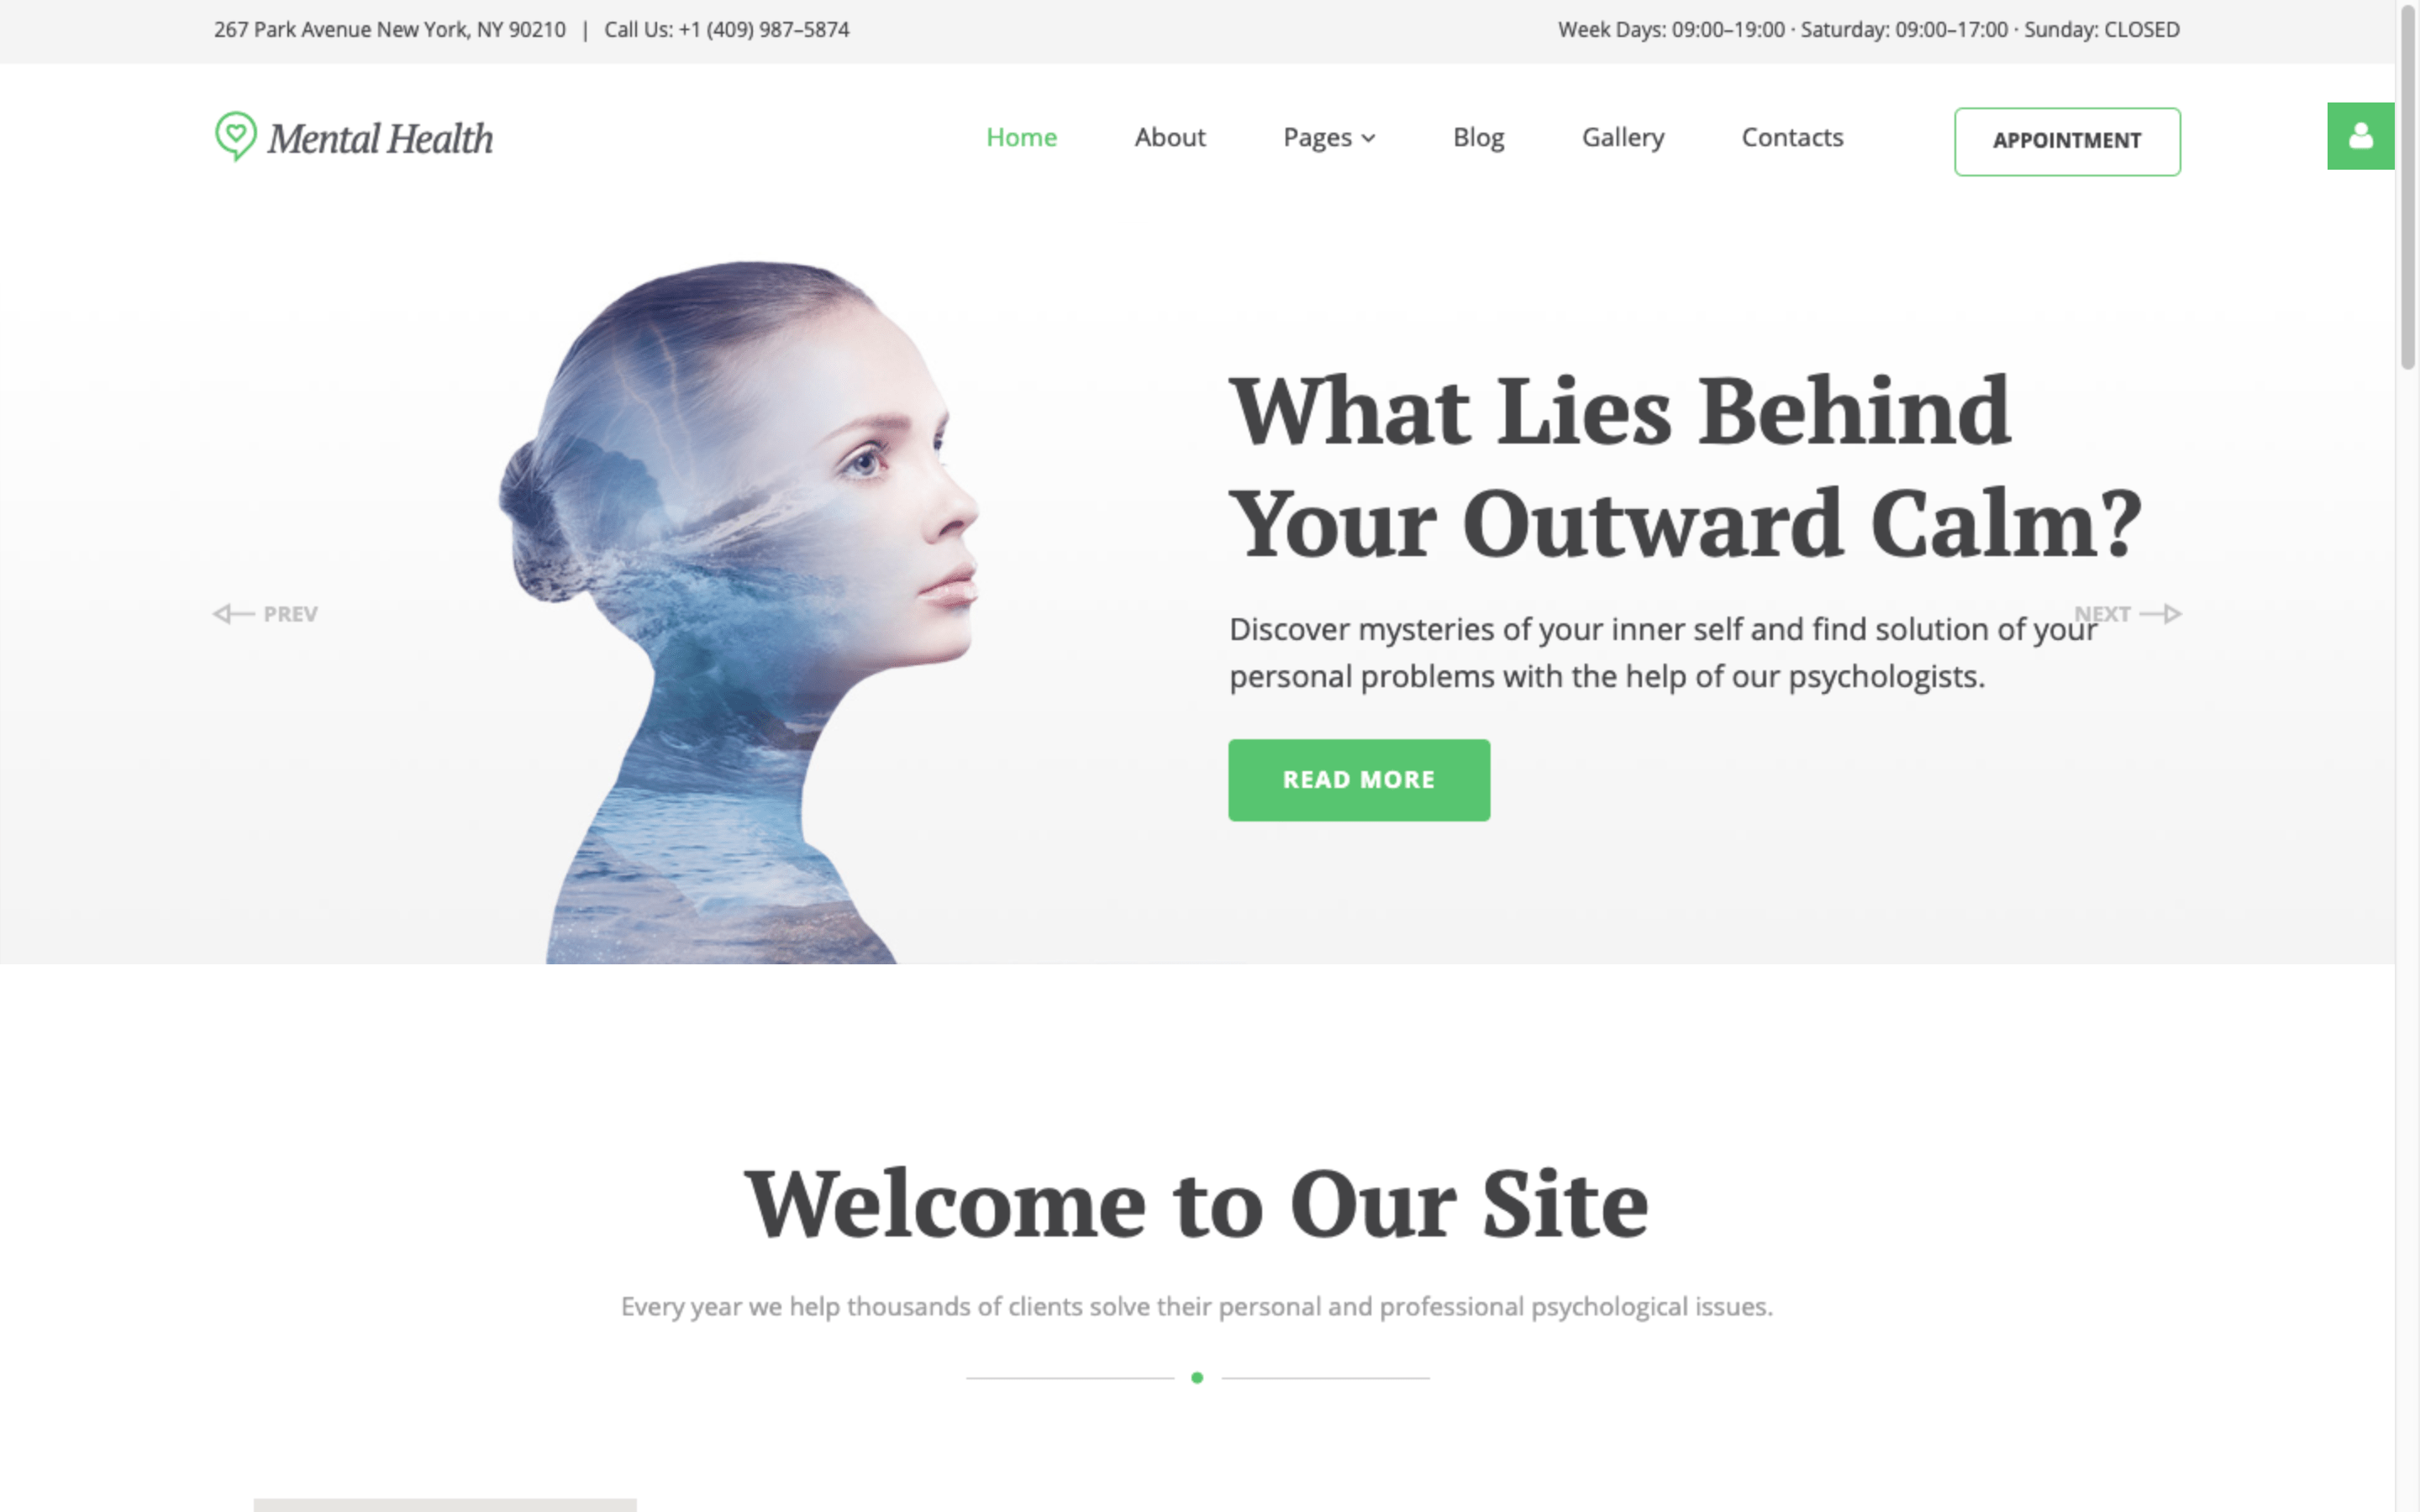 267 Park Avenue New York, NY 90210 | Call Us: +1 (409) 987–5874
Week Days: 09:00–19:00 · Saturday: 09:00–17:00 · Sunday: CLOSED
Mental Health
Home About Pages Blog Gallery Contacts APPOINTMENT
What Lies Behind
Your Outward Calm?
PREV
NEXT
Discover mysteries of your inner self and find solution of your
personal problems with the help of our psychologists.
READ MORE
Welcome to Our Site
Every year we help thousands of clients solve their personal and professional psychological issues.